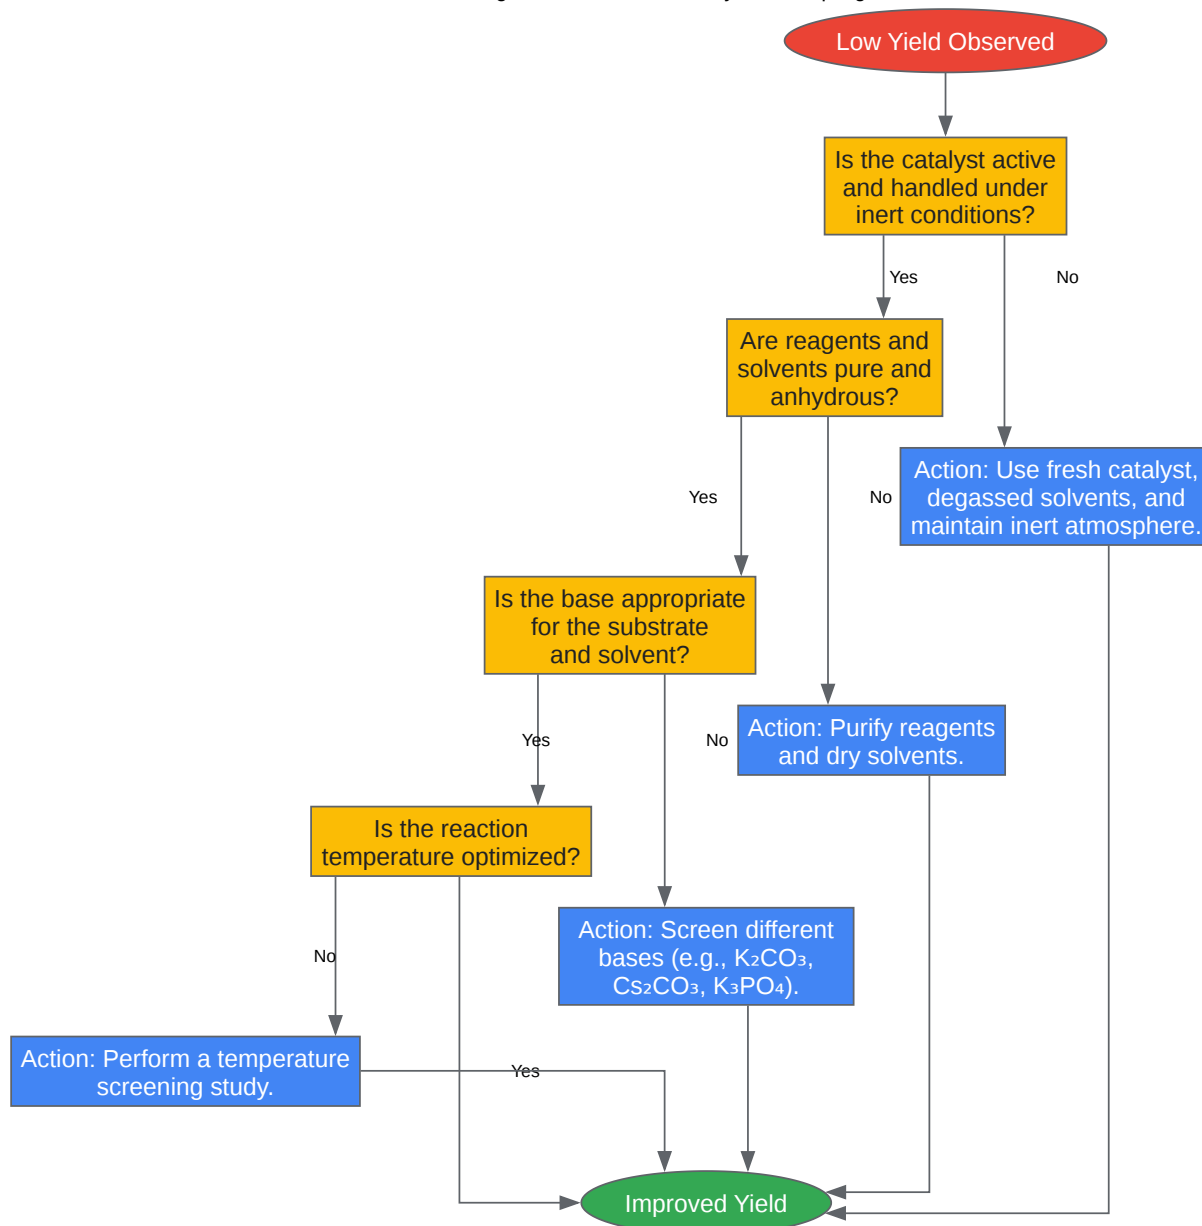 Low Yield Observed
Is the catalyst active
and handled under
inert conditions?
Yes
No
Are reagents and
solvents pure and
anhydrous?
Action: Use fresh catalyst,
degassed solvents, and
maintain inert atmosphere.
Yes
No
Is the base appropriate
for the substrate
and solvent?
Action: Purify reagents
and dry solvents.
Yes
No
Is the reaction
temperature optimized?
Action: Screen different
bases (e.g., K₂CO₃,
Cs₂CO₃, K₃PO₄).
No
Action: Perform a temperature
screening study.
Yes
Improved Yield